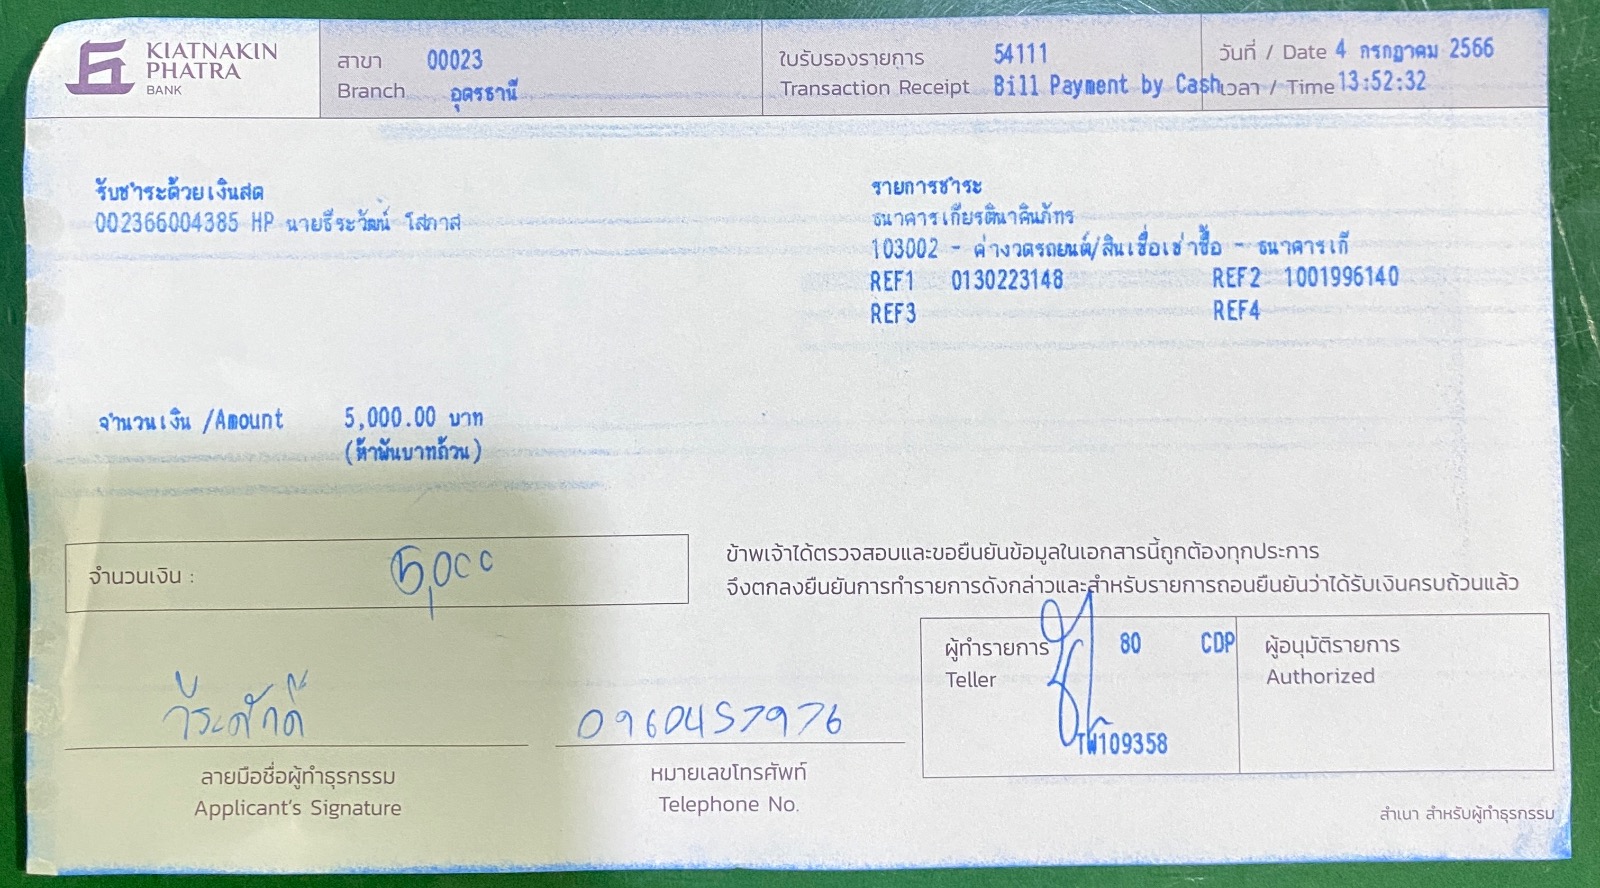 KIATNAKIN
PHATRA
BANK
สาขา 00023
Branch อุดรธานี
ใบรับรองรายการ 54111
Transaction Receipt Bill Payment by Cash
วันที่ / Date 4 กรกฎาคม 2566
เวลา / Time 13:52:32
รับชำระด้วยเงินสด
002366004385 HP นายธีระวัฒน์ โสภาส
รายการชำระ
ธนาคารเกียรตินาคินภัทร
103002 - ค่างวดรถยนต์/สินเชื่อเช่าซื้อ - ธนาคารเกี
REF1 0130223148 REF2 1001996140
REF3 REF4
จำนวนเงิน /Amount 5,000.00 บาท
(ห้าพันบาทถ้วน)
จำนวนเงิน : 5,000
ข้าพเจ้าได้ตรวจสอบและขอยืนยันข้อมูลในเอกสารนี้ถูกต้องทุกประการ
จึงตกลงยืนยันการทำรายการดังกล่าวและสำหรับรายการถอนยืนยันว่าได้รับเงินครบถ้วนแล้ว
ผู้ทำรายการ 80 CDP
Teller
109358
ผู้อนุมัติรายการ
Authorized
วีระศักดิ์
ลายมือชื่อผู้ทำธุรกรรม
Applicant's Signature
0960457976
หมายเลขโทรศัพท์
Telephone No.
สำเนา สำหรับผู้ทำธุรกรรม